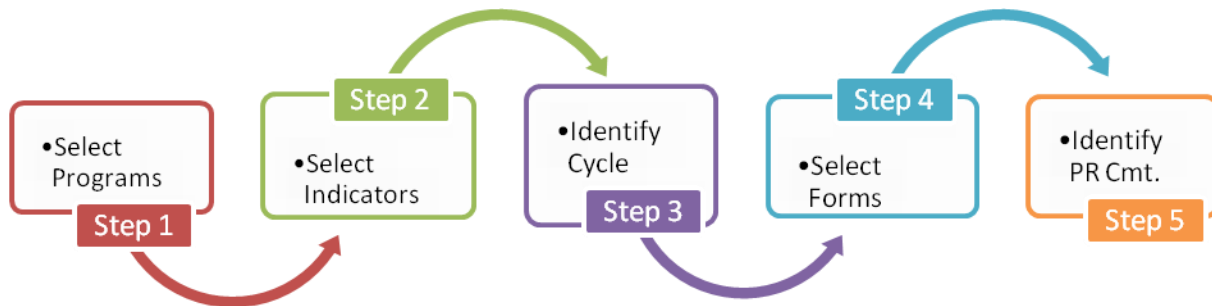 •Select
Programs
Step 1
Step 2
•Select
Indicators
•Identify
Cycle
Step 3
Step 4
•Select
Forms
•Identify
PR Cmt.
Step 5